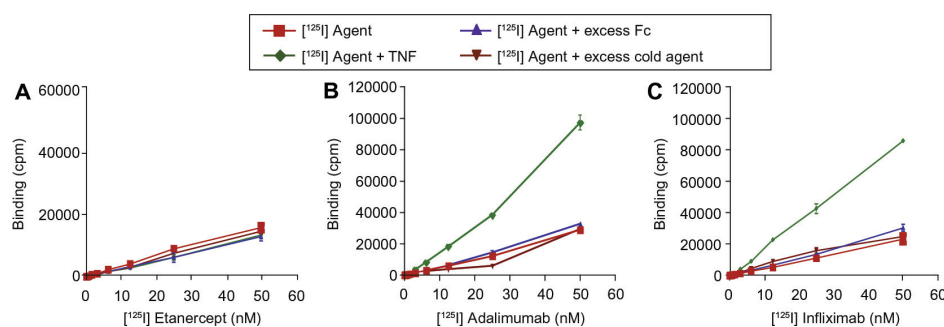 [125I] Agent
[125I] Agent + excess Fc
[125I] Agent + TNF
[125I] Agent + excess cold agent
A
60000
40000
20000
0
Binding (cpm)
0 10 20 30 40 50 60
[125I] Etanercept (nM)
B
120000
100000
80000
60000
40000
20000
0
Binding (cpm)
0 10 20 30 40 50 60
[125I] Adalimumab (nM)
C
120000
100000
80000
60000
40000
20000
0
Binding (cpm)
0 10 20 30 40 50 60
[125I] Infliximab (nM)